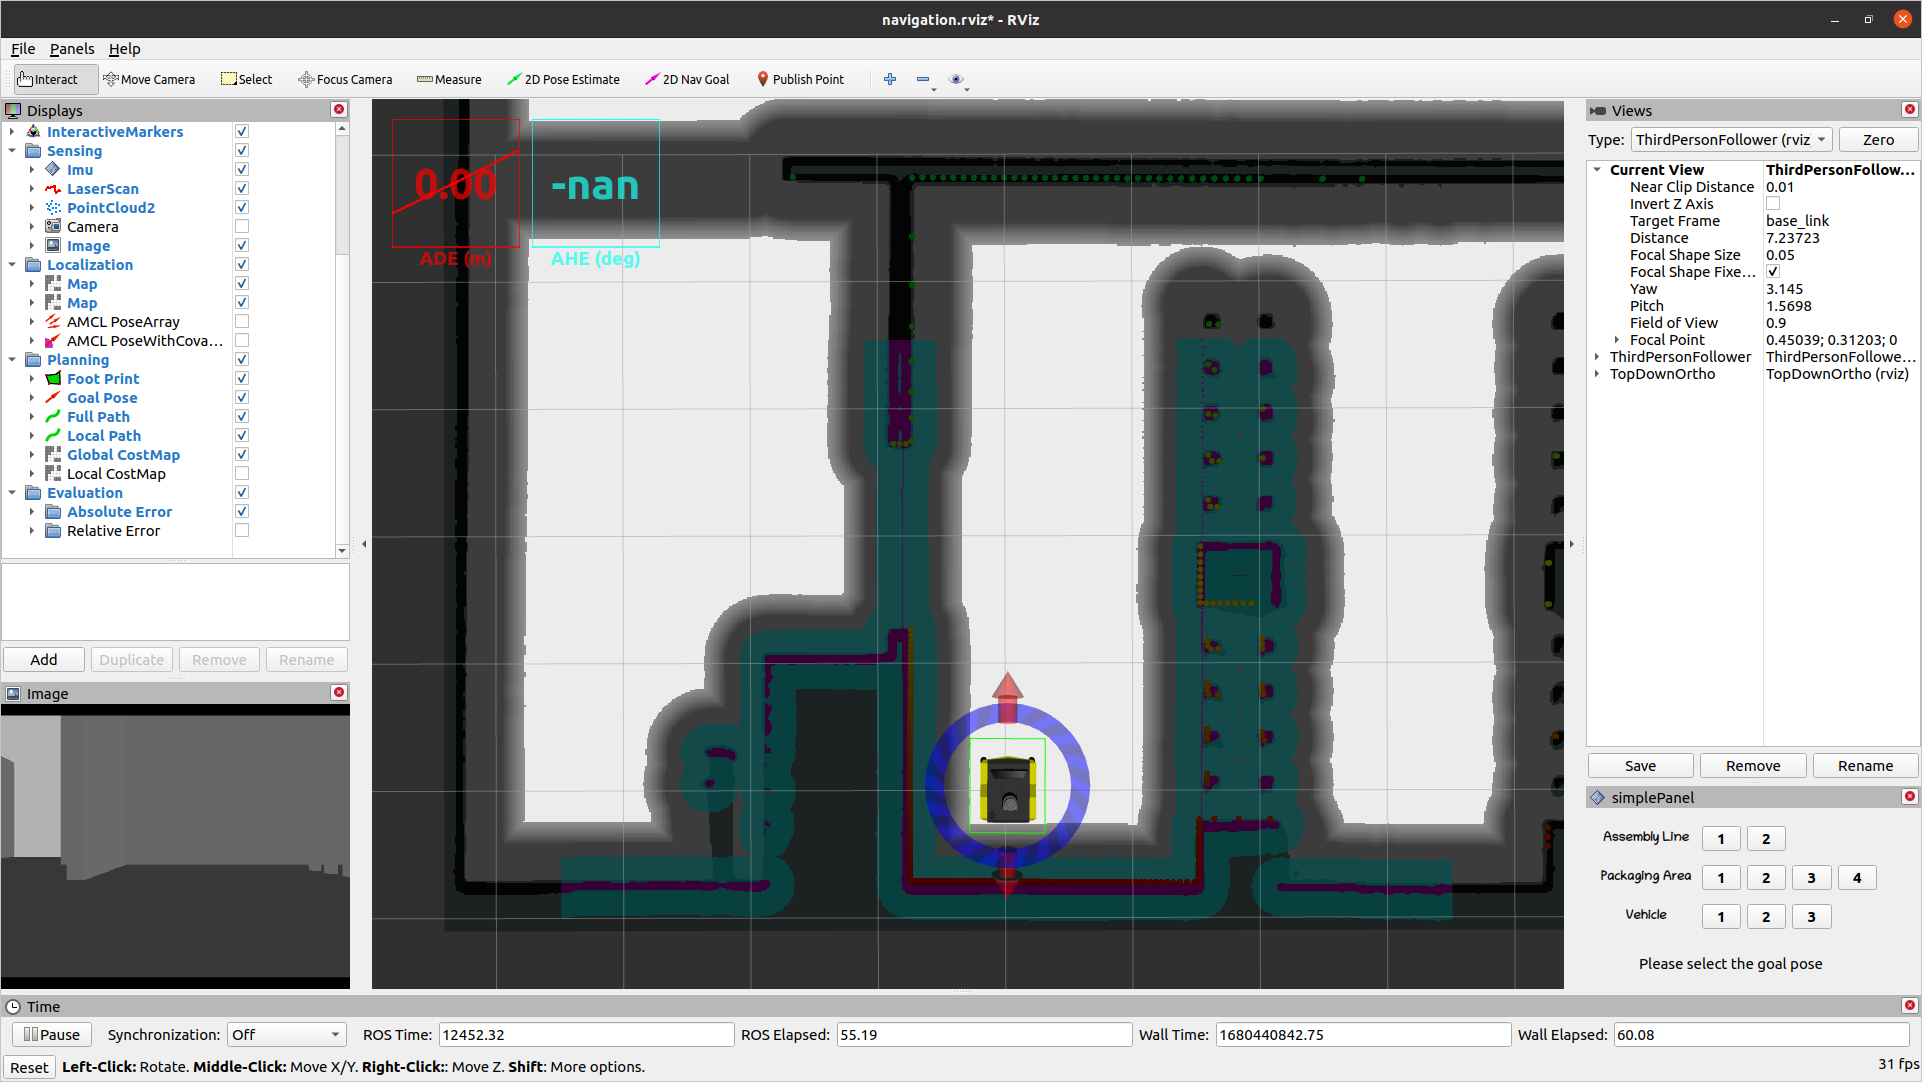 navigation.rviz* - RViz
File Panels Help
Interact Move Camera Select Focus Camera Measure 2D Pose Estimate 2D Nav Goal Publish Point
Displays
InteractiveMarkers
Sensing
Imu
LaserScan
PointCloud2
Camera
Image
Localization
Map
Map
AMCL PoseArray
AMCL PoseWithCova...
Planning
Foot Print
Goal Pose
Full Path
Local Path
Global CostMap
Local CostMap
Evaluation
Absolute Error
Relative Error
Add Duplicate Remove Rename
Image
0.00 -nan
ADE (m) AHE (deg)
Views
Type: ThirdPersonFollower (rviz Zero
Current View ThirdPersonFollow...
Near Clip Distance 0.01
Invert Z Axis
Target Frame base_link
Distance 7.23723
Focal Shape Size 0.05
Focal Shape Fixe...
Yaw 3.145
Pitch 1.5698
Field of View 0.9
Focal Point 0.45039; 0.31203; 0
ThirdPersonFollower ThirdPersonFollowe...
TopDownOrtho TopDownOrtho (rviz)
Save Remove Rename
simplePanel
Assembly Line 1 2
Packaging Area 1 2 3 4
Vehicle 1 2 3
Please select the goal pose
Time
Pause Synchronization: Off ROS Time: 12452.32 ROS Elapsed: 55.19 Wall Time: 1680440842.75 Wall Elapsed: 60.08
Reset Left-Click: Rotate. Middle-Click: Move X/Y. Right-Click:: Move Z. Shift: More options. 31 fps